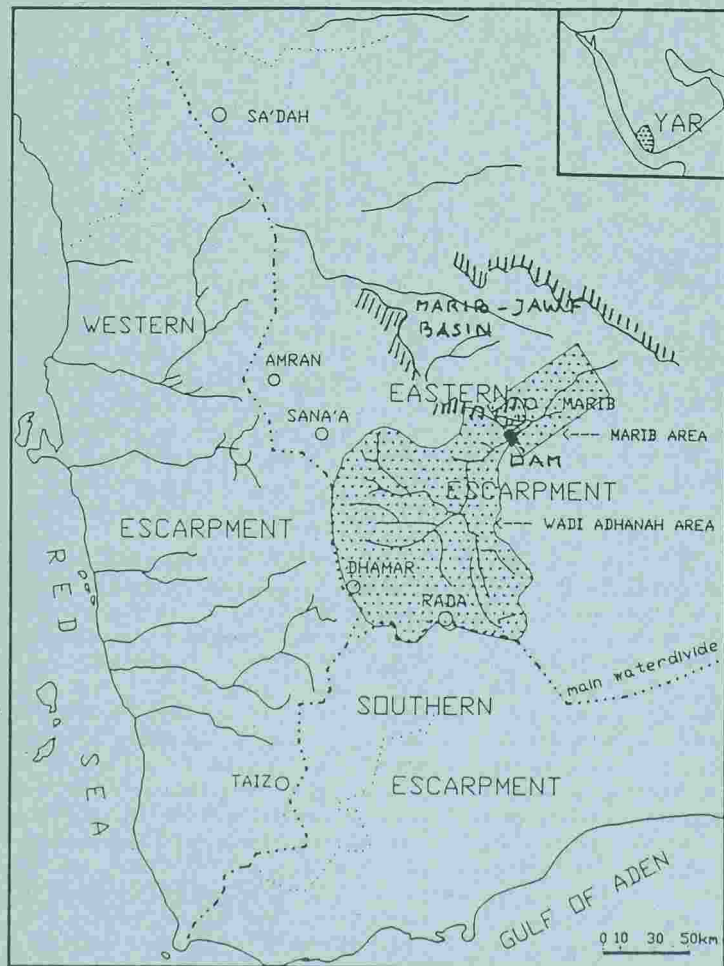 YAR
SA'DAH
MARIB - JAWF
BASIN
WESTERN
AMRAN
EASTERN
MARIB
SANA'A
MARIB AREA
DAM
ESCARPMENT
ESCARPMENT
WADI ADHANAH AREA
DHAMAR
RADA
RED SEA
main waterdivide
SOUTHERN
TAIZ
ESCARPMENT
GULF OF ADEN
0 10 30 50km